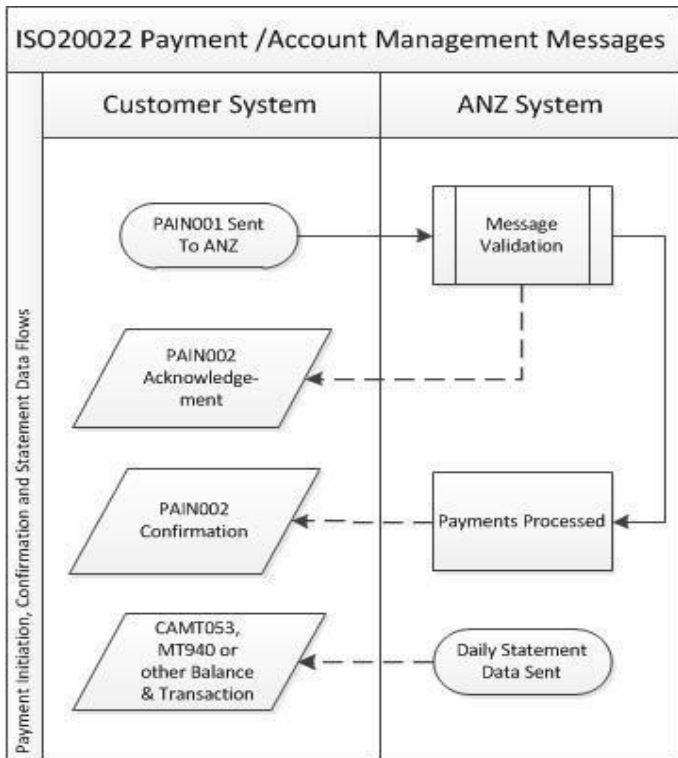 ISO20022 Payment /Account Management Messages
Customer System
ANZ System
Payment Initiation, Confirmation and Statement Data Flows
PAIN001 Sent
To ANZ
Message
Validation
PAIN002
Acknowledge-
ment
PAIN002
Confirmation
Payments Processed
CAMT053,
MT940 or
other Balance
& Transaction
Daily Statement
Data Sent